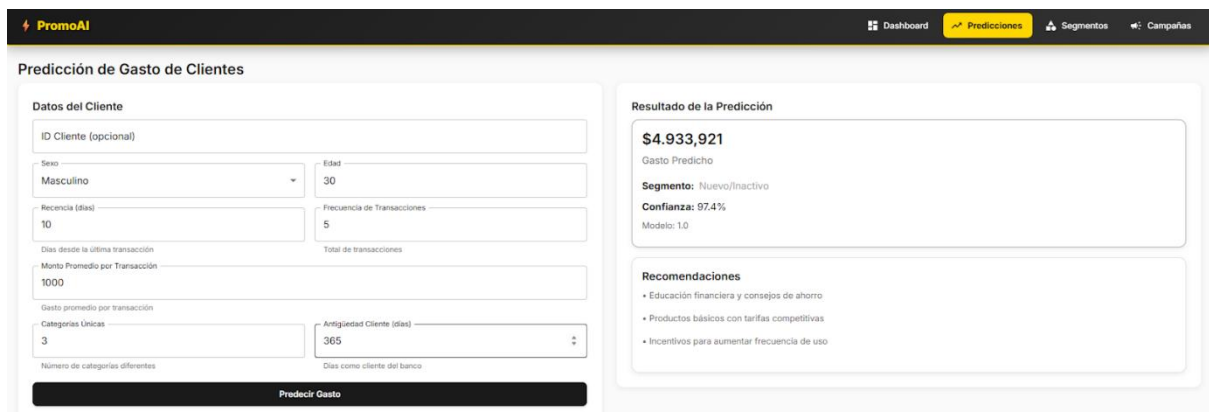 PromoAI
Dashboard
Predicciones
Segmentos
Campañas
Predicción de Gasto de Clientes
Datos del Cliente
ID Cliente (opcional)
Sexo
Masculino
Edad
30
Recencia (días)
10
Días desde la última transacción
Frecuencia de Transacciones
5
Total de transacciones
Monto Promedio por Transacción
1000
Gasto promedio por transacción
Categorías Únicas
3
Número de categorías diferentes
Antigüedad Cliente (días)
365
Días como cliente del banco
Predecir Gasto
Resultado de la Predicción
$4.933,921
Gasto Predicho
Segmento: Nuevo/Inactivo
Confianza: 97.4%
Modelo: 1.0
Recomendaciones
• Educación financiera y consejos de ahorro
• Productos básicos con tarifas competitivas
• Incentivos para aumentar frecuencia de uso